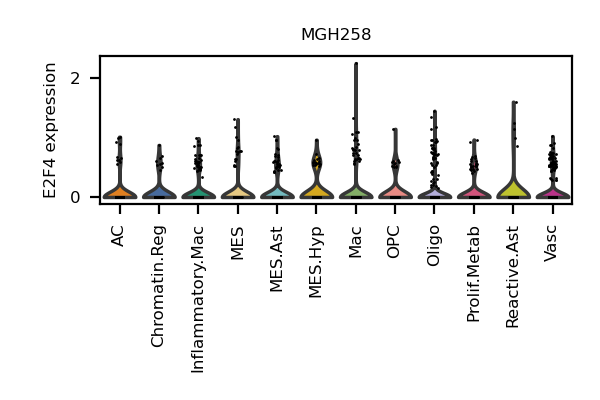 MGH258
E2F4 expression
2
0
AC
Chromatin.Reg
Inflammatory.Mac
MES
MES.Ast
MES.Hyp
Mac
OPC
Oligo
Prolif.Metab
Reactive.Ast
Vasc